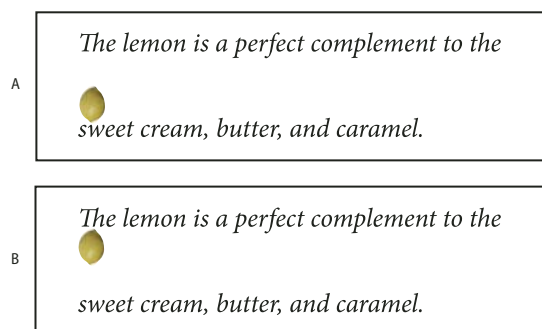 A
The lemon is a perfect complement to the
sweet cream, butter, and caramel.
B
The lemon is a perfect complement to the
sweet cream, butter, and caramel.